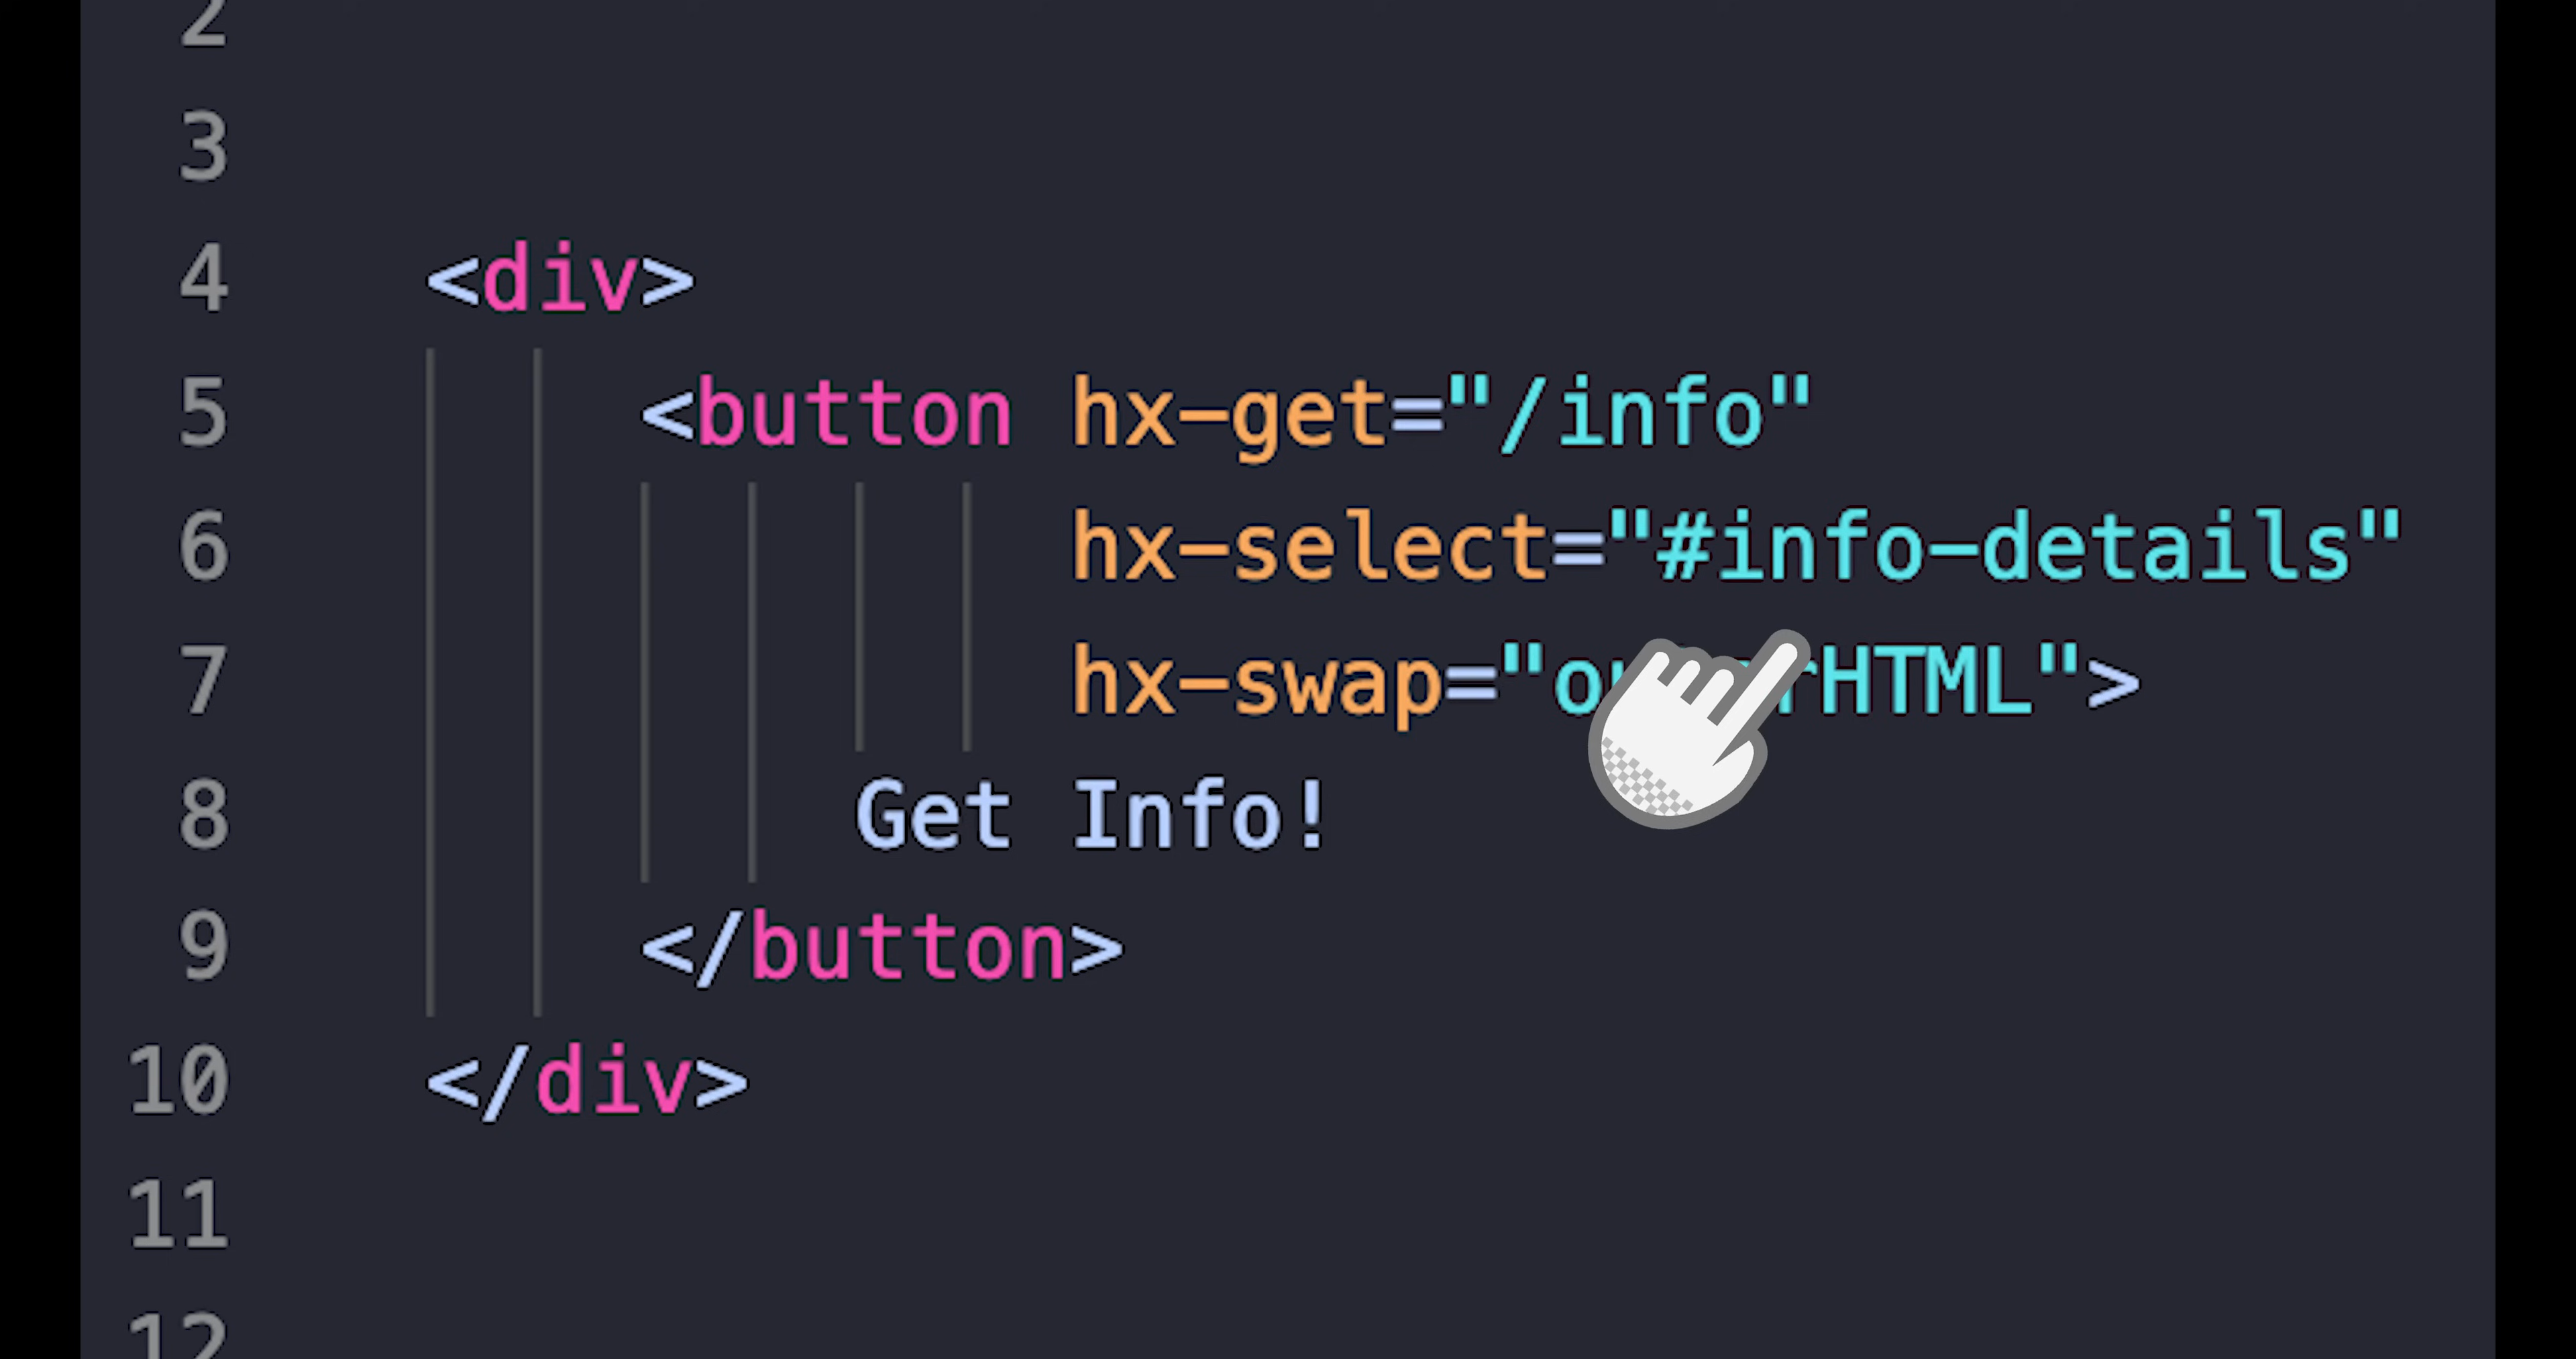 2
3
4 <div>
5 <button hx-get="/info"
6 hx-select="#info-details"
7 hx-swap="outerHTML">
8 Get Info!
9 </button>
10 </div>
11
12